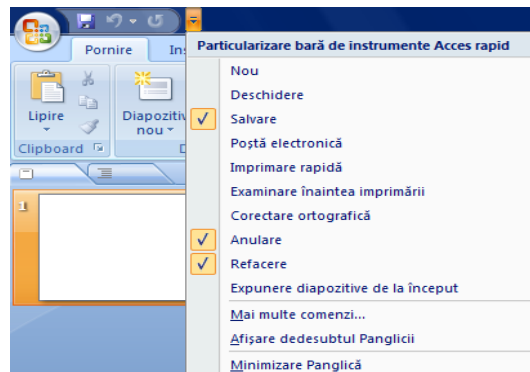 Pornire
Particularizare bară de instrumente Acces rapid
Nou
Deschidere
Salvare
Poștă electronică
Imprimare rapidă
Examinare înaintea imprimării
Corectare ortografică
Anulare
Refacere
Expunere diapozitive de la început
Mai multe comenzi...
Afișare dedesubtul Panglicii
Minimizare Panglică
Lipire
nou
Clipboard
1